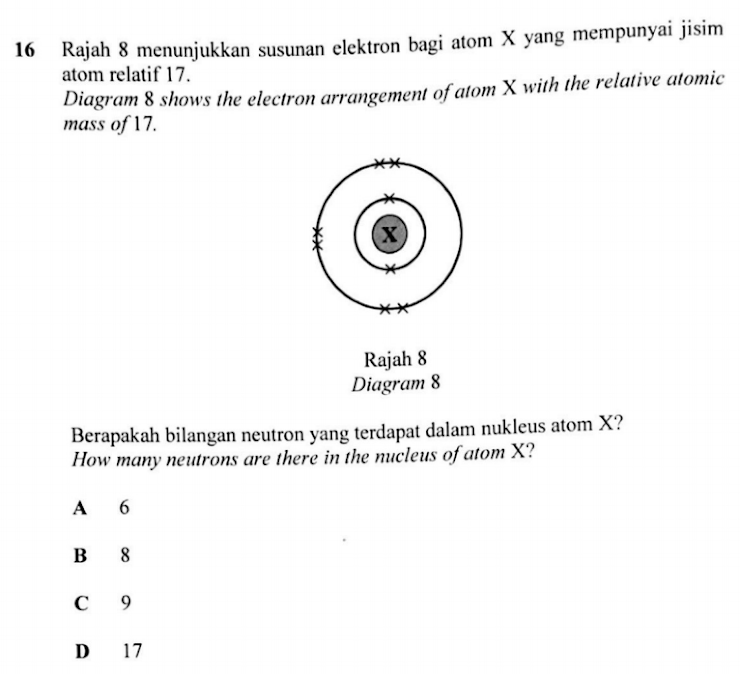 16 Rajah 8 menunjukkan susunan elektron bagi atom X yang mempunyai jisim
atom relatif 17.
Diagram 8 shows the electron arrangement of atom X with the relative atomic
mass of 17.
X
Rajah 8
Diagram 8
Berapakah bilangan neutron yang terdapat dalam nukleus atom X?
How many neutrons are there in the nucleus of atom X?
A 6
B 8
C 9
D 17